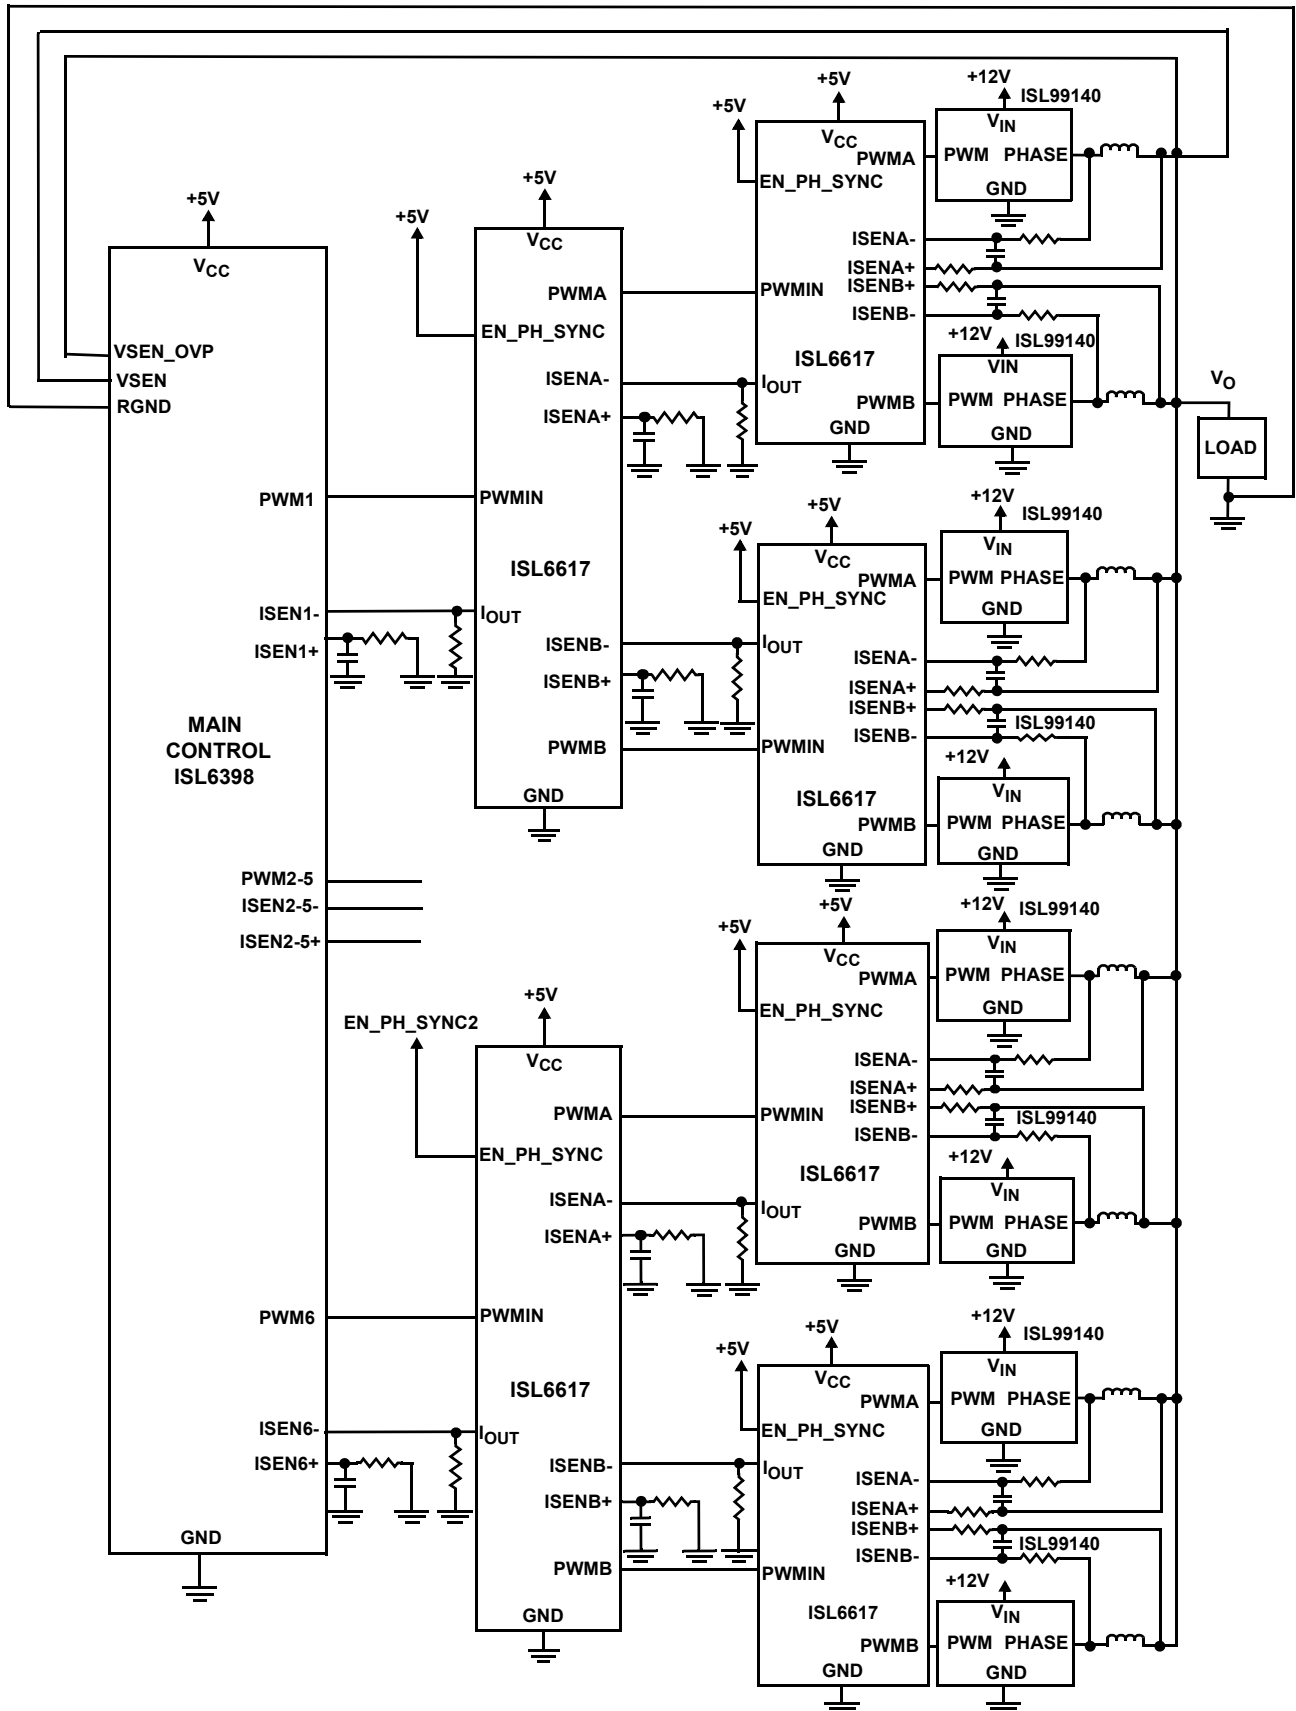 +5V
VCC
VSEN_OVP
VSEN
RGND
PWM1
ISEN1-
ISEN1+
MAIN
CONTROL
ISL6398
PWM2-5
ISEN2-5-
ISEN2-5+
PWM6
ISEN6-
ISEN6+
GND
+5V
+5V
VCC
PWMA
EN_PH_SYNC
ISENA-
ISENA+
PWMIN
ISL6617
IOUT
ISENB-
ISENB+
PWMB
GND
EN_PH_SYNC2
+5V
VCC
PWMA
EN_PH_SYNC
ISENA-
ISENA+
PWMIN
ISL6617
IOUT
ISENB-
ISENB+
PWMB
GND
+5V
+5V
VCC
PWMA
EN_PH_SYNC
ISENA-
ISENA+
ISENB+
PWMIN
ISENB-
ISL6617
IOUT
PWMB
GND
+12V
ISL99140
VIN
PWM PHASE
GND
+12V
ISL99140
VIN
PWM PHASE
GND
VO
LOAD
+5V
+5V
VCC
PWMA
EN_PH_SYNC
IOUT
ISENA-
ISENA+
ISENB+
ISENB-
PWMIN
ISL6617
PWMB
GND
+12V
ISL99140
VIN
PWM PHASE
GND
ISL99140
+12V
VIN
PWM PHASE
GND
+5V
+5V
VCC
PWMA
EN_PH_SYNC
ISENA-
ISENA+
ISENB+
PWMIN
ISENB-
ISL6617
IOUT
PWMB
GND
+12V
ISL99140
VIN
PWM PHASE
GND
ISL99140
+12V
VIN
PWM PHASE
GND
+5V
+5V
VCC
PWMA
EN_PH_SYNC
IOUT
ISENA-
ISENA+
ISENB+
ISENB-
PWMIN
ISL6617
PWMB
GND
+12V
ISL99140
VIN
PWM PHASE
GND
ISL99140
+12V
VIN
PWM PHASE
GND